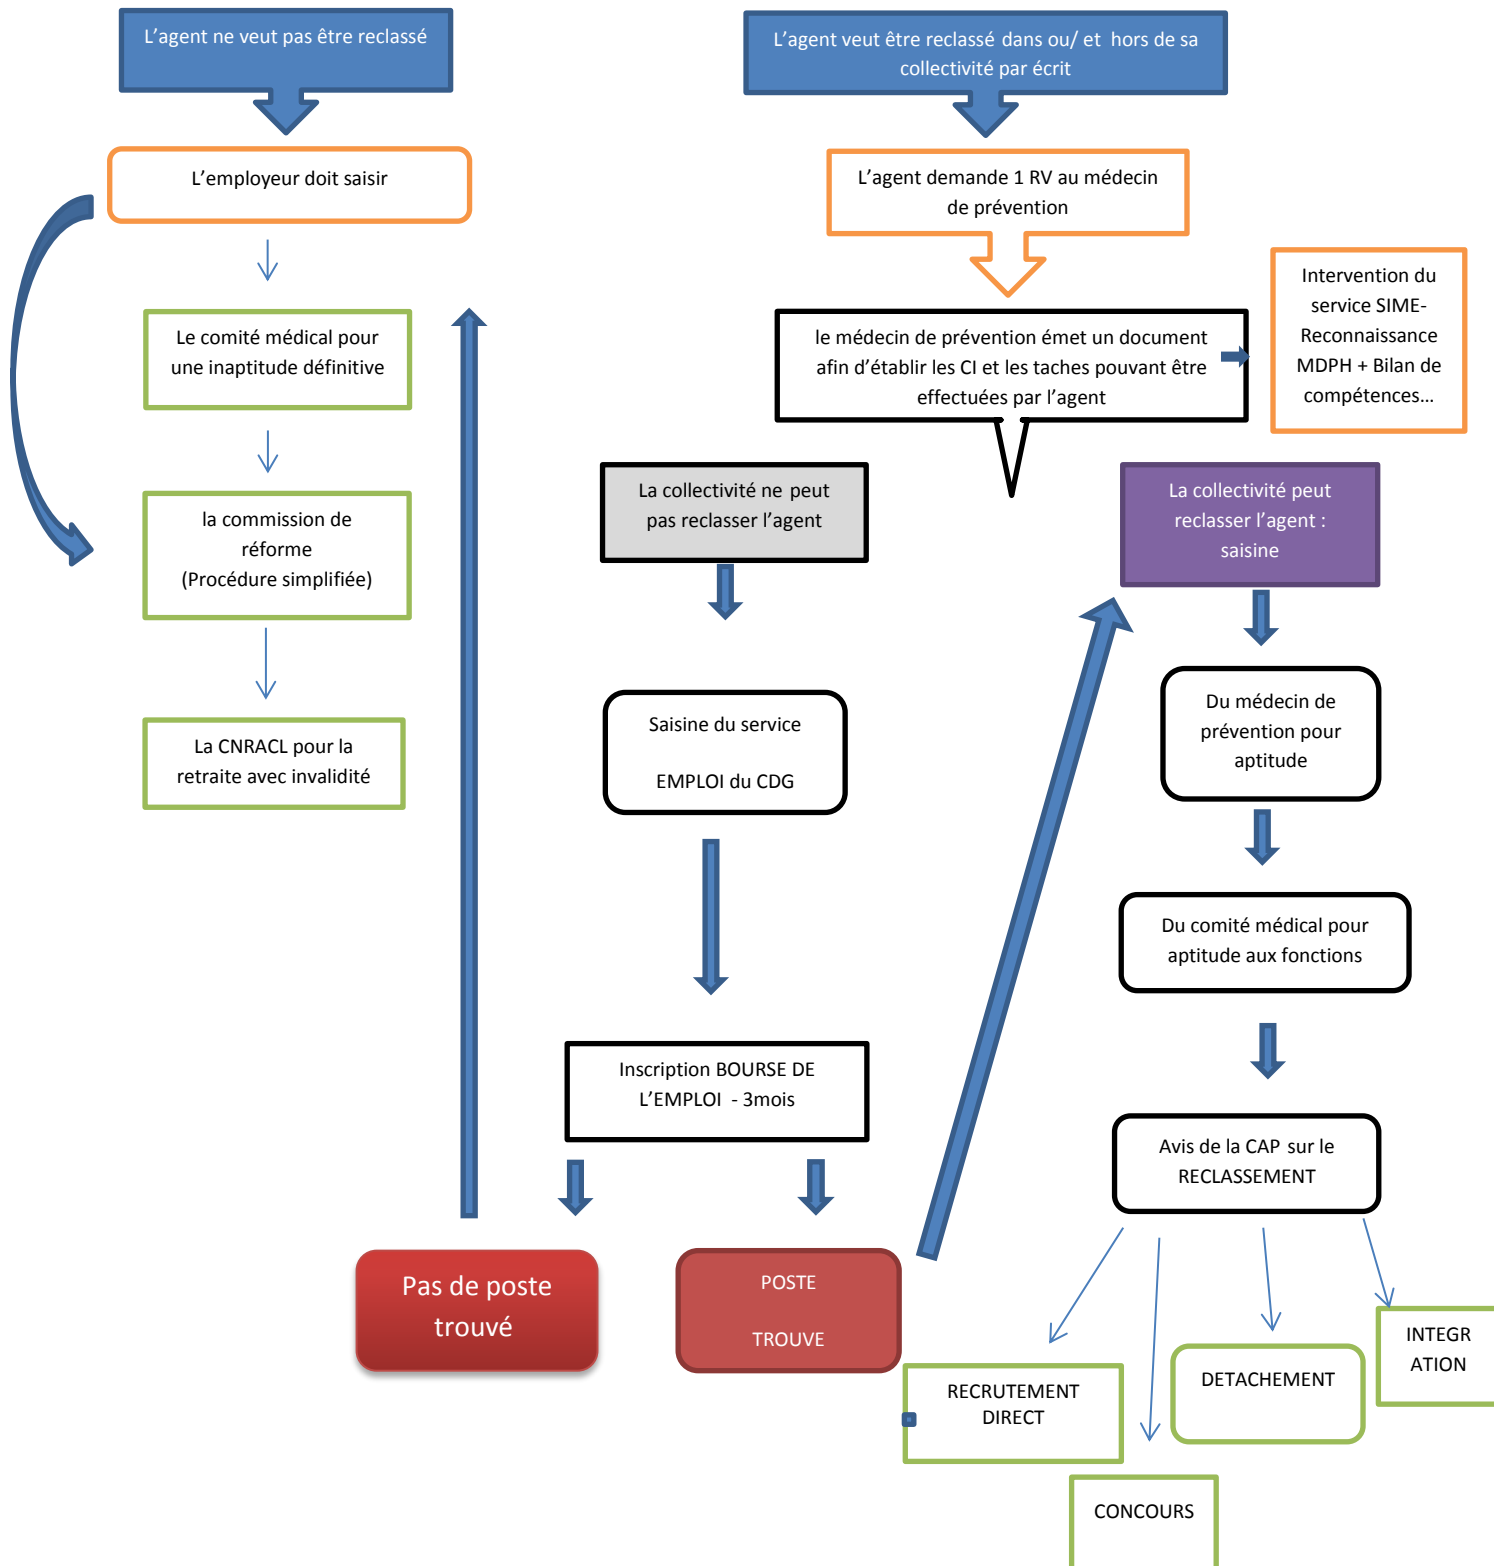 L'agent ne veut pas être reclassé
L'agent veut être reclassé dans ou/ et hors de sa
collectivité par écrit
L'employeur doit saisir
L'agent demande 1 RV au médecin
de prévention
Intervention du
service SIME-
Reconnaissance
MDPH + Bilan de
compétences…
Le comité médical pour
une inaptitude définitive
le médecin de prévention émet un document
afin d'établir les CI et les taches pouvant être
effectuées par l'agent
la commission de
réforme
(Procédure simplifiée)
La collectivité ne peut
pas reclasser l'agent
La collectivité peut
reclasser l'agent :
saisine
La CNRACL pour la
retraite avec invalidité
Saisine du service
EMPLOI du CDG
Du médecin de
prévention pour
aptitude
Du comité médical pour
aptitude aux fonctions
Inscription BOURSE DE
L'EMPLOI - 3mois
Avis de la CAP sur le
RECLASSEMENT
Pas de poste
trouvé
POSTE
TROUVE
RECRUTEMENT
DIRECT
CONCOURS
DETACHEMENT
INTEGR
ATION